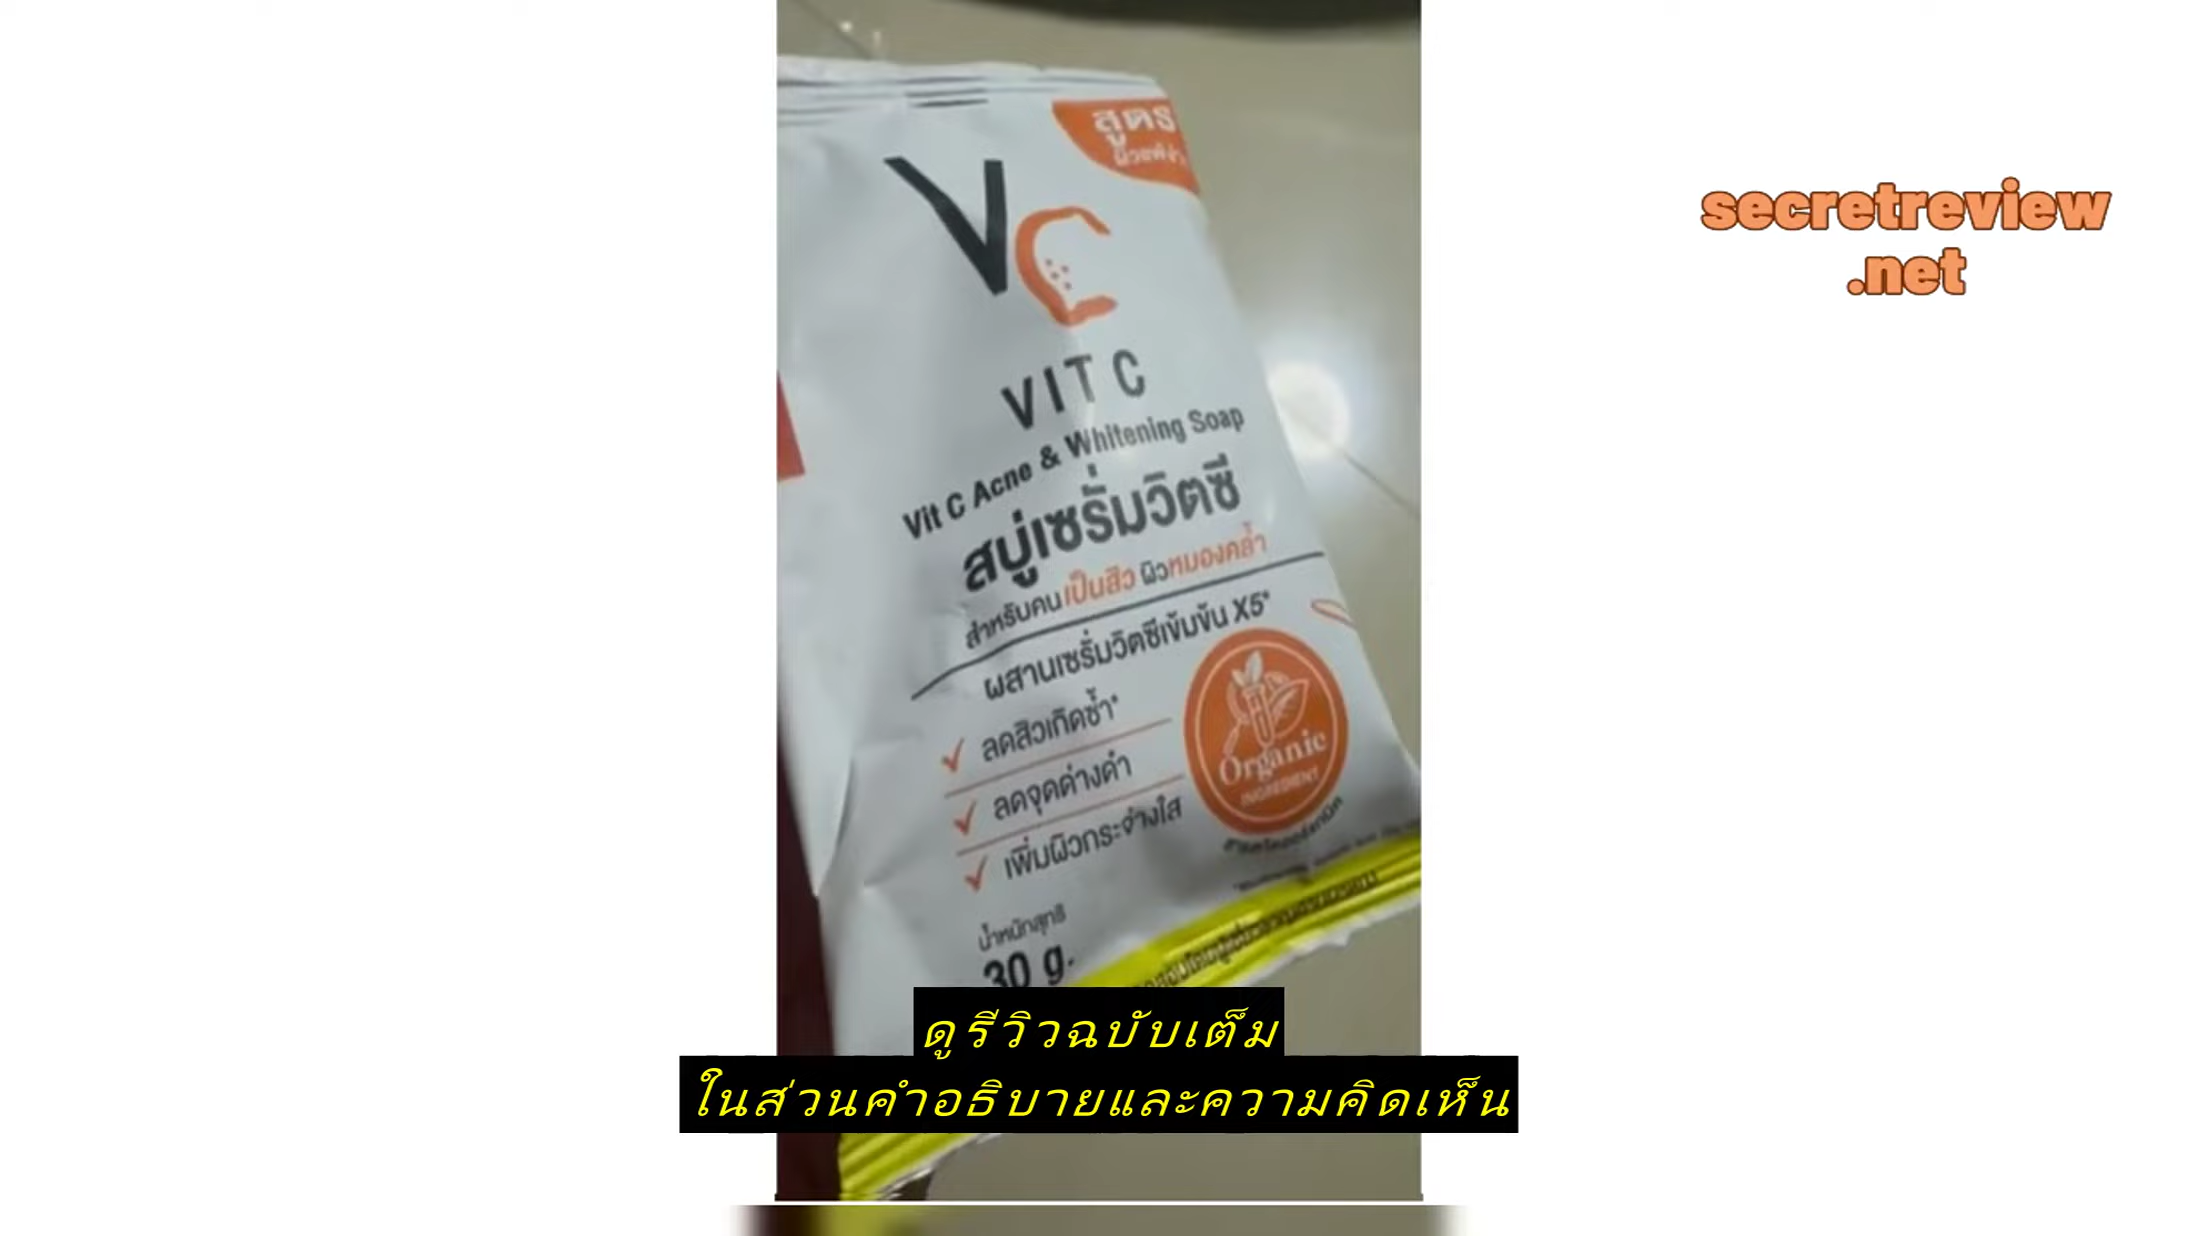 สูตร
secretreview
.net
VC
VIT C
Vit C Acne & Whitening Soap
สบู่เซรั่มวิตซี
สำหรับคนเป็นสิว ผิวหมองคล้ำ
ผสานเซรั่มวิตซีเข้มข้น X5*
ลดสิวเกิดซ้ำ*
ลดจุดด่างดำ
เพิ่มผิวกระจ่างใส
Organic
INGREDIENT
น้ำหนักสุทธิ
30 g.
ดูรีวิวฉบับเต็ม
ในส่วนคำอธิบายและความคิดเห็น